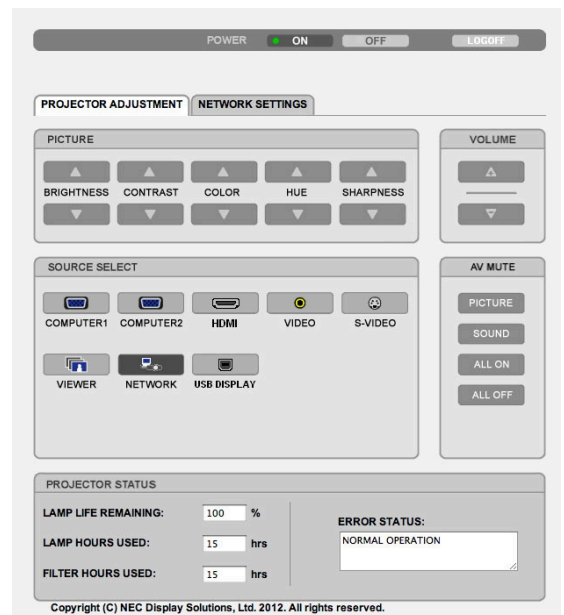 POWER ON OFF LOGOFF
PROJECTOR ADJUSTMENT NETWORK SETTINGS
PICTURE
BRIGHTNESS CONTRAST COLOR HUE SHARPNESS
VOLUME
SOURCE SELECT
COMPUTER1 COMPUTER2 HDMI VIDEO S-VIDEO
VIEWER NETWORK USB DISPLAY
AV MUTE
PICTURE
SOUND
ALL ON
ALL OFF
PROJECTOR STATUS
LAMP LIFE REMAINING: 100 %
LAMP HOURS USED: 15 hrs
FILTER HOURS USED: 15 hrs
ERROR STATUS:
NORMAL OPERATION
Copyright (C) NEC Display Solutions, Ltd. 2012. All rights reserved.